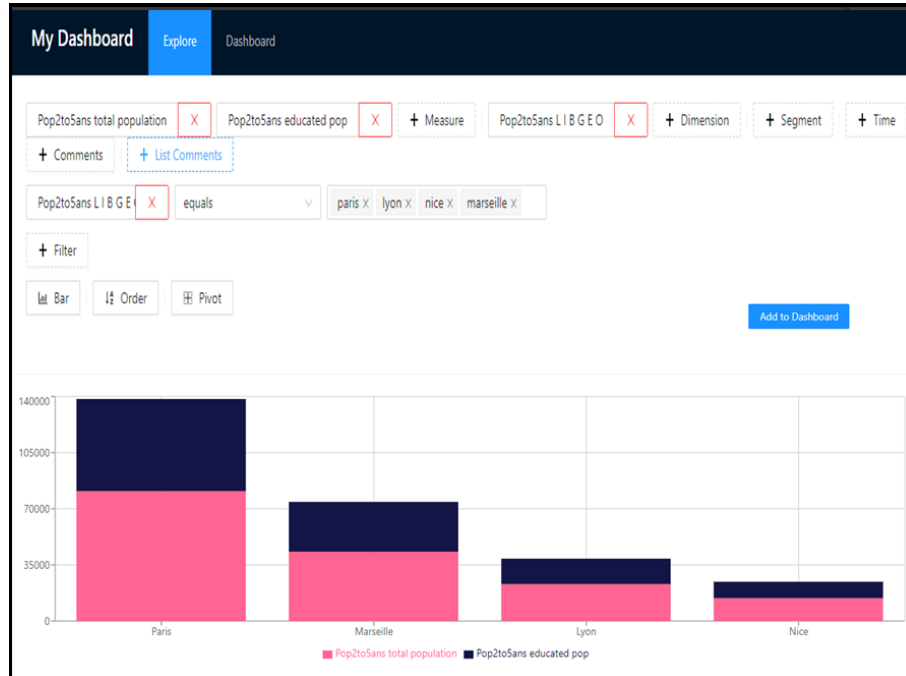 My Dashboard Explore Dashboard
Pop2to5ans total population X Pop2to5ans educated pop X + Measure Pop2to5ans L I B G E O X + Dimension + Segment + Time
+ Comments + List Comments
Pop2to5ans L I B G E X equals paris x lyon x nice x marseille x
+ Filter
Bar Order Pivot
Add to Dashboard
140000
105000
70000
35000
0
Paris Marseille Lyon Nice
Pop2to5ans total population Pop2to5ans educated pop